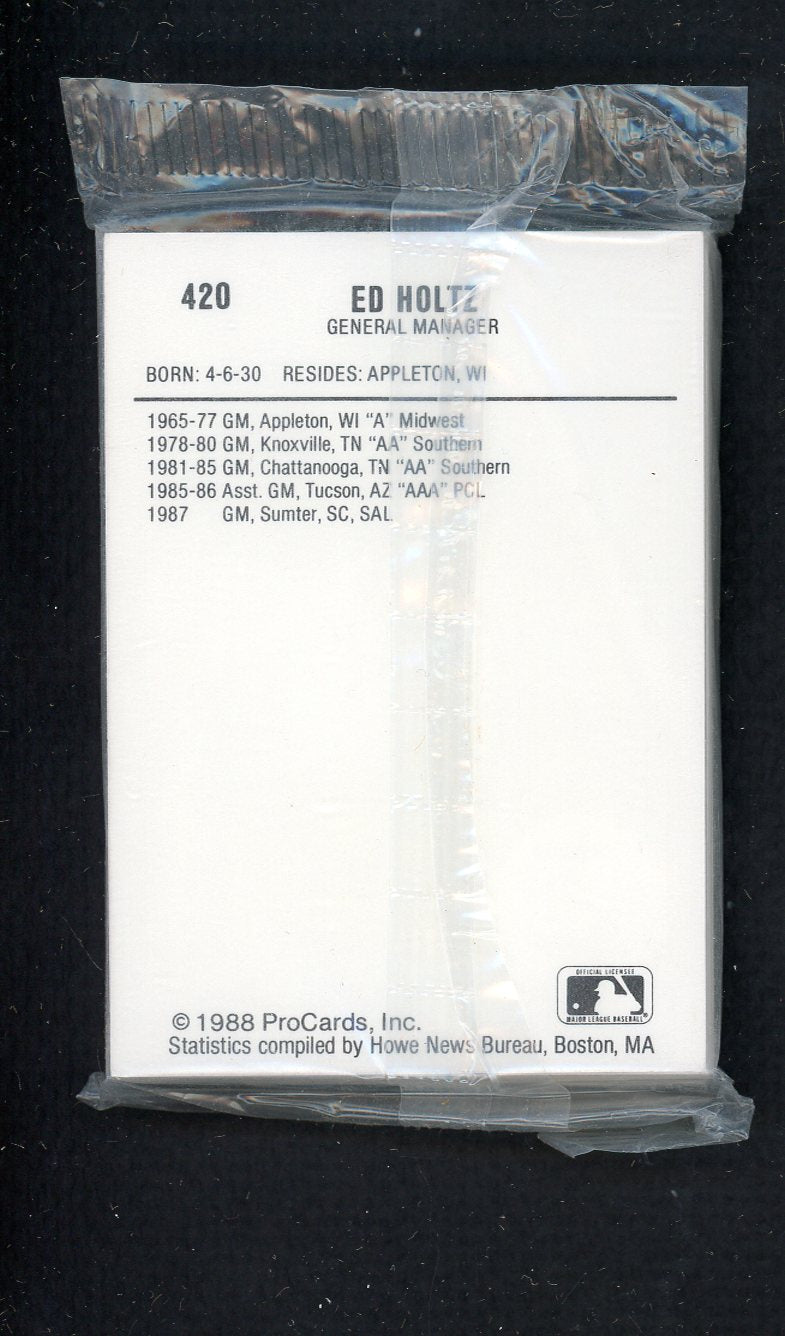 420 ED HOLTZ
GENERAL MANAGER
BORN: 4-6-30 RESIDES: APPLETON, WI
1965-77 GM, Appleton, WI "A" Midwest
1978-80 GM, Knoxville, TN "AA" Southern
1981-85 GM, Chattanooga, TN "AA" Southern
1985-86 Asst. GM, Tucson, AZ "AAA" PCL
1987 GM, Sumter, SC, SAL
OFFICIAL LICENSEE
MAJOR LEAGUE BASEBALL®
© 1988 ProCards, Inc.
Statistics compiled by Howe News Bureau, Boston, MA